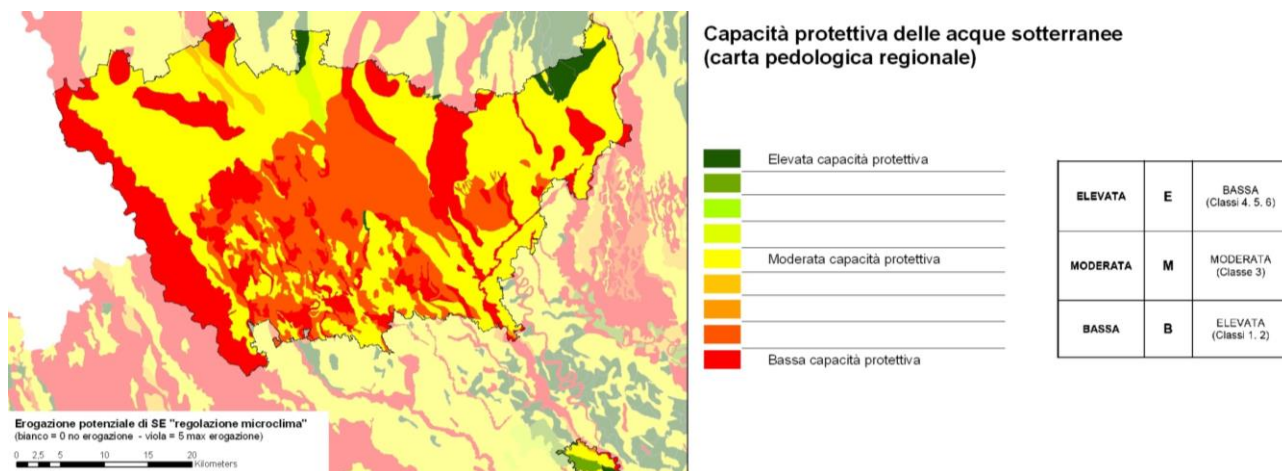 Capacità protettiva delle acque sotterranee
(carta pedologica regionale)
Elevata capacità protettiva
Moderata capacità protettiva
Bassa capacità protettiva
ELEVATA E BASSA
(Classi 4. 5. 6)
MODERATA M MODERATA
(Classe 3)
BASSA B ELEVATA
(Classi 1. 2)
Erogazione potenziale di SE "regolazione microclima"
(bianco = 0 no erogazione - viola = 5 max erogazione)
0 2,5 5 10 15 20
Kilometers